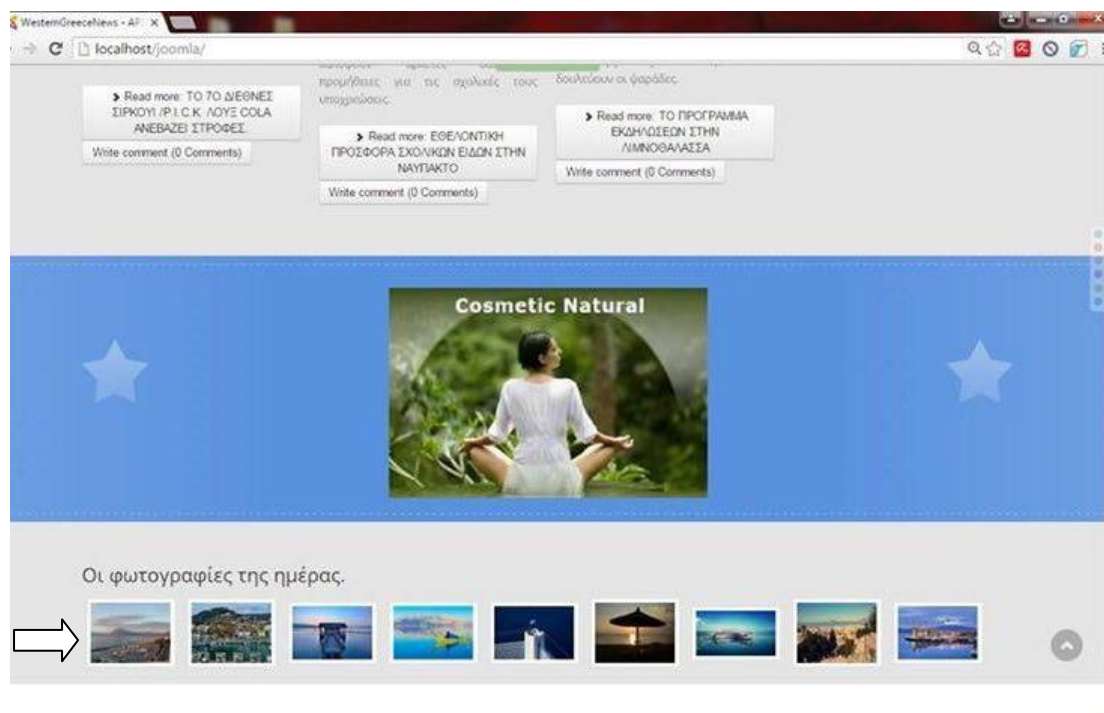 WesternGreeceNews - ΑΡ
localhost/joomla/
προμήθειες για τις σχολικές τους
υποχρεώσεις.
δουλεύουν οι ψαράδες.
Read more: ΤΟ 7Ο ΔΙΕΘΝΕΣ
ΣΙΡΚΟΥΙ /P.I.C.K. ΛΟΥΞ COLA
ΑΝΕΒΑΖΕΙ ΣΤΡΟΦΕΣ.
Write comment (0 Comments)
Read more: ΕΘΕΛΟΝΤΙΚΗ
ΠΡΟΣΦΟΡΑ ΣΧΟΛΙΚΩΝ ΕΙΔΩΝ ΣΤΗΝ
ΝΑΥΠΑΚΤΟ
Write comment (0 Comments)
Read more: ΤΟ ΠΡΟΓΡΑΜΜΑ
ΕΚΔΗΛΩΣΕΩΝ ΣΤΗΝ
ΛΙΜΝΟΘΑΛΑΣΣΑ
Write comment (0 Comments)
Cosmetic Natural
Οι φωτογραφίες της ημέρας.